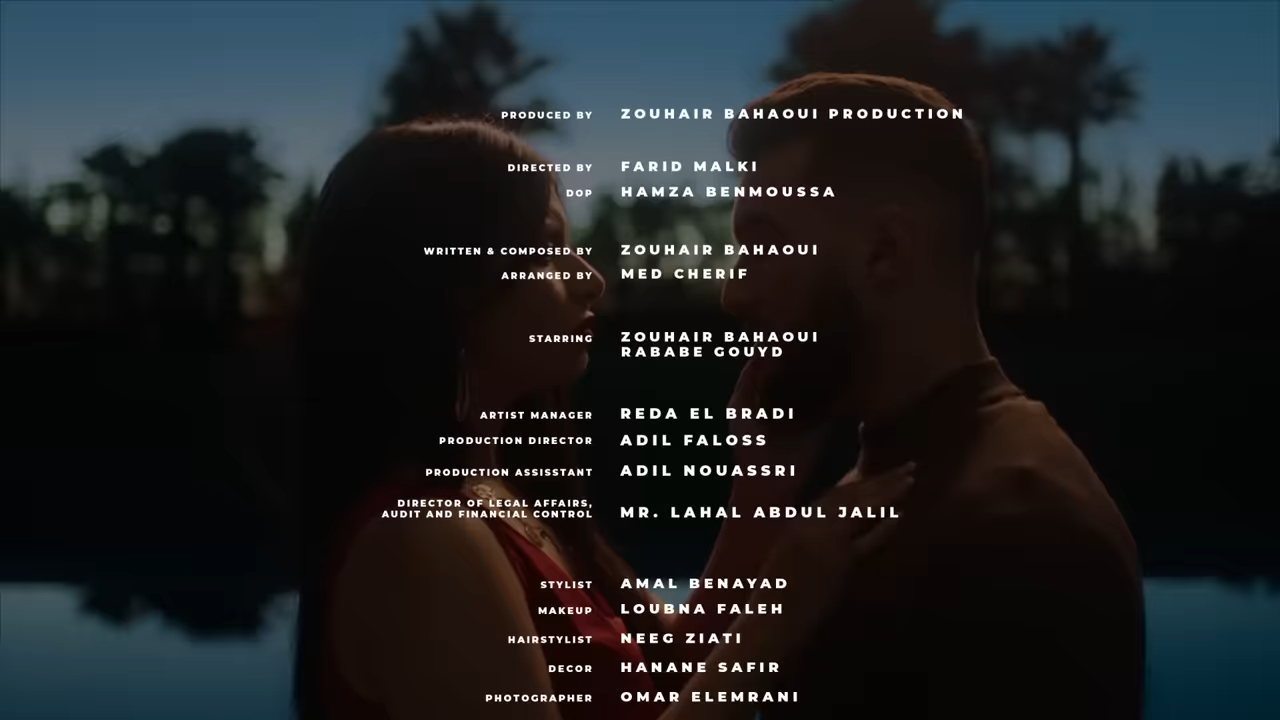 PRODUCED BY ZOUHAIR BAHAOUI PRODUCTION
DIRECTED BY FARID MALKI
DOP HAMZA BENMOUSSA
WRITTEN & COMPOSED BY ZOUHAIR BAHAOUI
ARRANGED BY MED CHERIF
STARRING ZOUHAIR BAHAOUI
RABABE GOUYD
ARTIST MANAGER REDA EL BRADI
PRODUCTION DIRECTOR ADIL FALOSS
PRODUCTION ASSISSTANT ADIL NOUASSRI
DIRECTOR OF LEGAL AFFAIRS,
AUDIT AND FINANCIAL CONTROL MR. LAHAL ABDUL JALIL
STYLIST AMAL BENAYAD
MAKEUP LOUBNA FALEH
HAIRSTYLIST NEEG ZIATI
DECOR HANANE SAFIR
PHOTOGRAPHER OMAR ELEMRANI